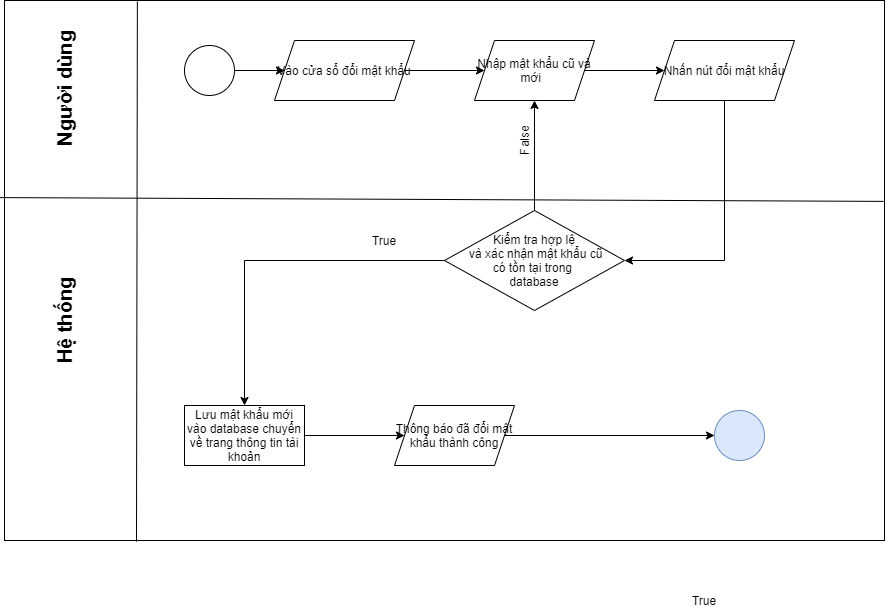 Người dùng
Vào cửa sổ đổi mật khẩu
Nhập mật khẩu cũ và
mới
Nhấn nút đổi mật khẩu
False
Hệ thống
True
Kiểm tra hợp lệ
và xác nhận mật khẩu cũ
có tồn tại trong
database
Lưu mật khẩu mới
vào database chuyển
về trang thông tin tài
khoản
Thông báo đã đổi mật
khẩu thành công
True